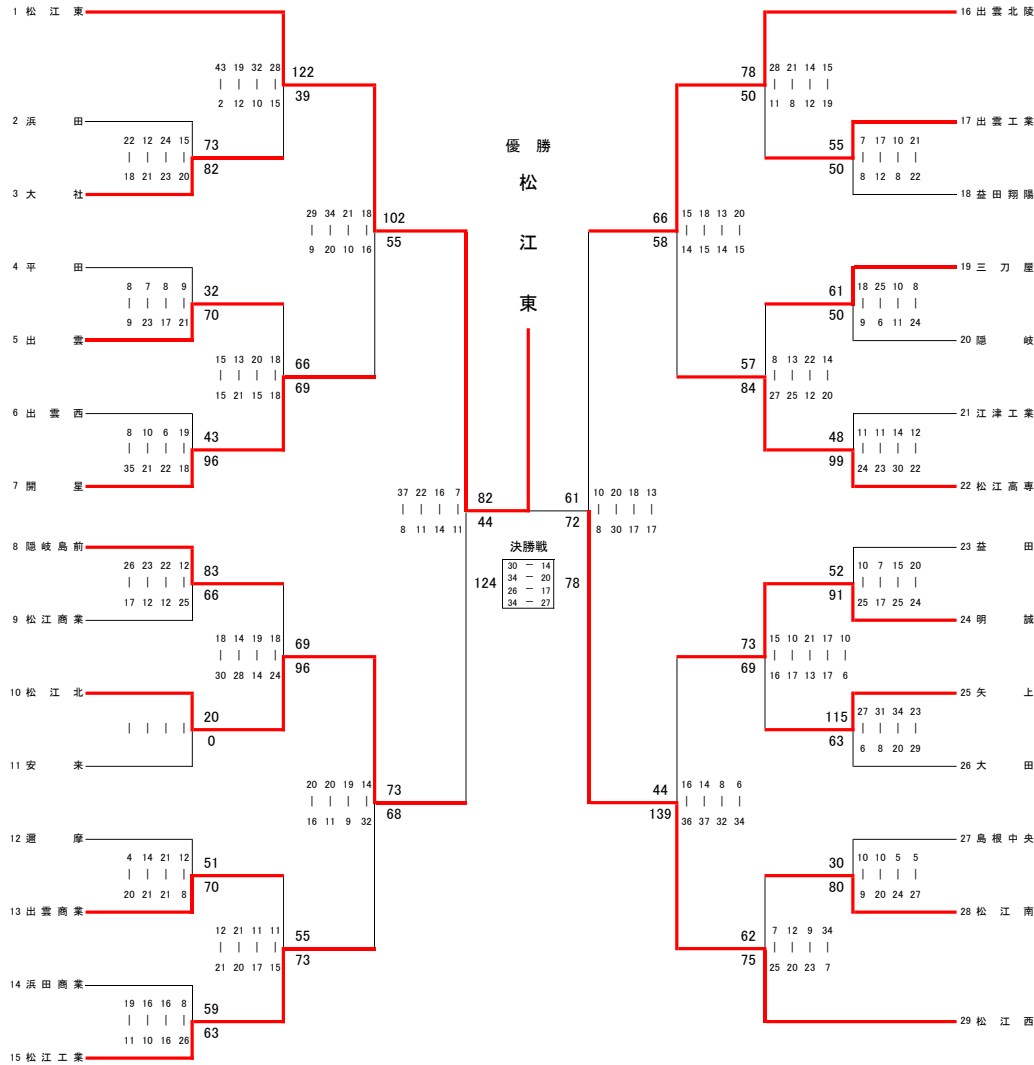 1 松江東
43 19 32 28
| | | |
2 12 10 15
122
39
2 浜田
22 12 24 15
| | | |
18 21 23 20
73
82
3 大社
29 34 21 18
| | | |
9 20 10 16
102
55
4 平田
8 7 8 9
| | | |
9 23 17 21
32
70
5 出雲
15 13 20 18
| | | |
15 21 15 18
66
69
6 出雲西
8 10 6 19
| | | |
35 21 22 18
43
96
7 開星
37 22 16 7
| | | |
8 11 14 11
82
44
8 隠岐島前
26 23 22 12
| | | |
17 12 12 25
83
66
9 松江商業
18 14 19 18
| | | |
30 28 14 24
69
96
10 松江北
| | | |
20
0
11 安来
20 20 19 14
| | | |
16 11 9 32
73
68
12 邇摩
4 14 21 12
| | | |
20 21 21 8
51
70
13 出雲商業
12 21 11 11
| | | |
21 20 17 15
55
73
14 浜田商業
19 16 16 8
| | | |
11 10 16 26
59
63
15 松江工業
優勝
松
江
東
決勝戦
124
30 － 14
34 － 20
26 － 17
34 － 27
78
16 出雲北陵
78
50
28 21 14 15
| | | |
11 8 12 19
17 出雲工業
55
50
7 17 10 21
| | | |
8 12 8 22
18 益田翔陽
66
58
15 18 13 20
| | | |
14 15 14 15
19 三刀屋
61
50
18 25 10 8
| | | |
9 6 11 24
20 隠岐
57
84
8 13 22 14
| | | |
27 25 12 20
21 江津工業
48
99
11 11 14 12
| | | |
24 23 30 22
22 松江高専
61
72
10 20 18 13
| | | |
8 30 17 17
23 益田
52
91
10 7 15 20
| | | |
25 17 25 24
24 明誠
73
69
15 10 21 17 10
| | | | |
16 17 13 17 6
25 矢上
115
63
27 31 34 23
| | | |
6 8 20 29
26 大田
44
139
16 14 8 6
| | | |
36 37 32 34
27 島根中央
30
80
10 10 5 5
| | | |
9 20 24 27
28 松江南
62
75
7 12 9 34
| | | |
25 20 23 7
29 松江西